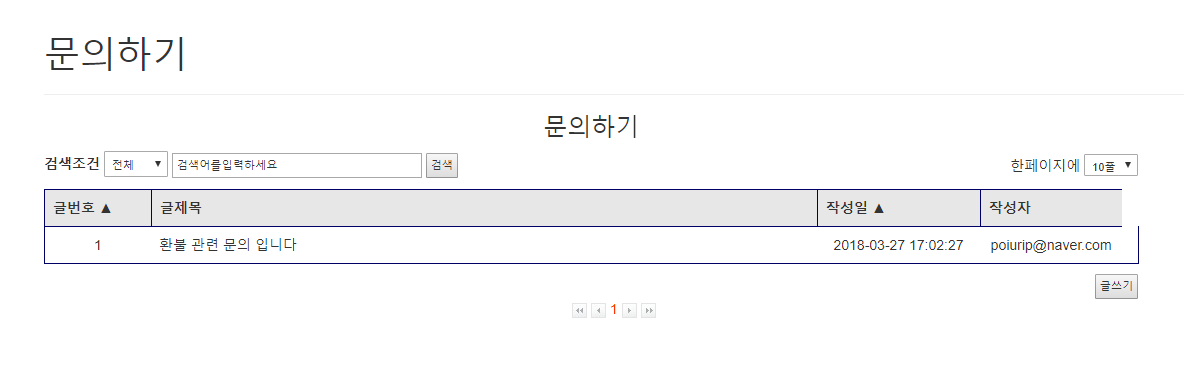 문의하기
문의하기
검색조건 전체 ▼ 검색어를입력하세요 검색 한페이지에 10풀 ▼
글번호 ▲ 글제목 작성일 ▲ 작성자
1 환불 관련 문의 입니다 2018-03-27 17:02:27 poiurip@naver.com
글쓰기
1